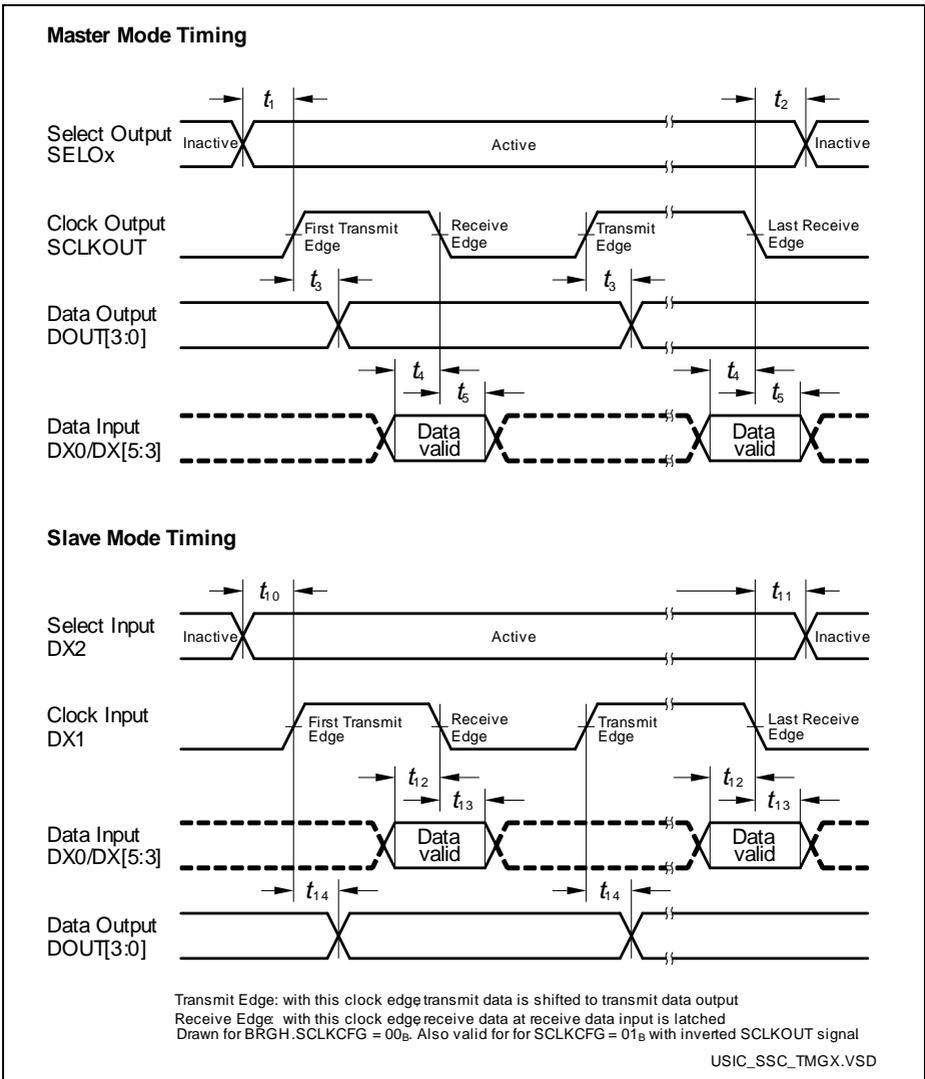 Master Mode Timing
t1
t2
Select Output
SELOx
Inactive
Active
Inactive
Clock Output
SCLKOUT
First Transmit
Edge
Receive
Edge
Transmit
Edge
Last Receive
Edge
t3
t3
Data Output
DOUT[3:0]
t4
t5
t4
t5
Data Input
DX0/DX[5:3]
Data
valid
Data
valid
Slave Mode Timing
t10
t11
Select Input
DX2
Inactive
Active
Inactive
Clock Input
DX1
First Transmit
Edge
Receive
Edge
Transmit
Edge
Last Receive
Edge
t12
t13
t12
t13
Data Input
DX0/DX[5:3]
Data
valid
Data
valid
t14
t14
Data Output
DOUT[3:0]
Transmit Edge: with this clock edge, transmit data is shifted to transmit data output
Receive Edge: with this clock edge, receive data at receive data input is latched
Drawn for BRGH.SCLKCFG = 00B. Also valid for for SCLKCFG = 01B with inverted SCLKOUT signal
USIC_SSC_TMGX.VSD